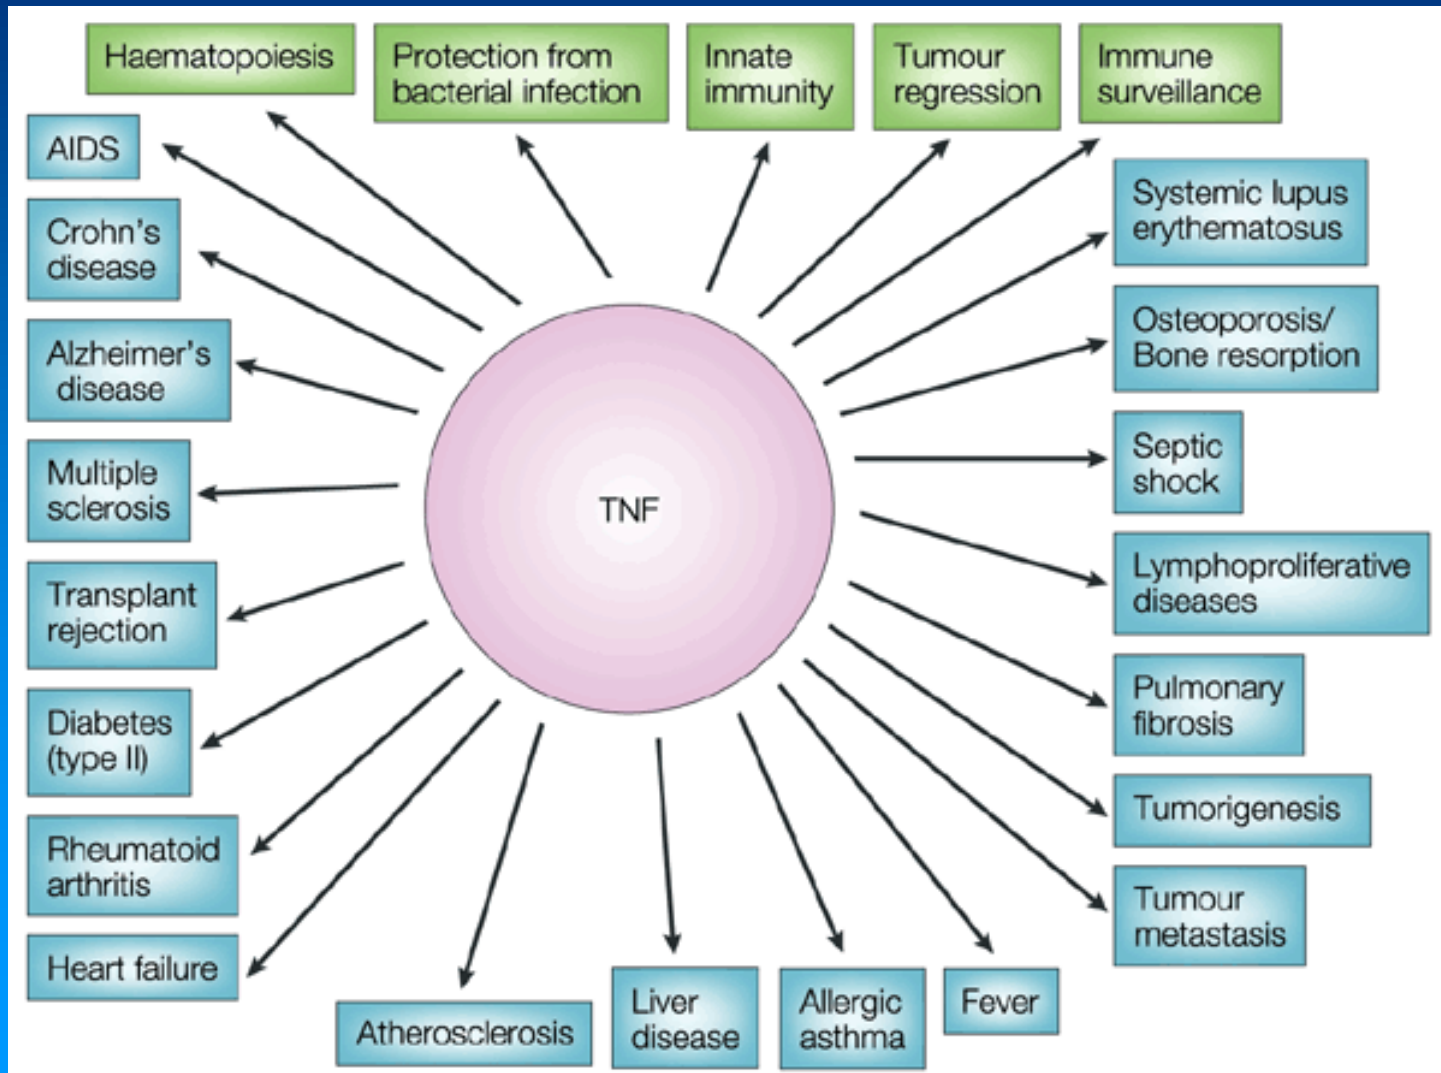 Haematopoiesis
Protection from
bacterial infection
Innate
immunity
Tumour
regression
Immune
surveillance
AIDS
Crohn's
disease
Alzheimer's
disease
Multiple
sclerosis
Transplant
rejection
Diabetes
(type II)
Rheumatoid
arthritis
Heart failure
TNF
Systemic lupus
erythematosus
Osteoporosis/
Bone resorption
Septic
shock
Lymphoproliferative
diseases
Pulmonary
fibrosis
Tumorigenesis
Tumour
metastasis
Atherosclerosis
Liver
disease
Allergic
asthma
Fever